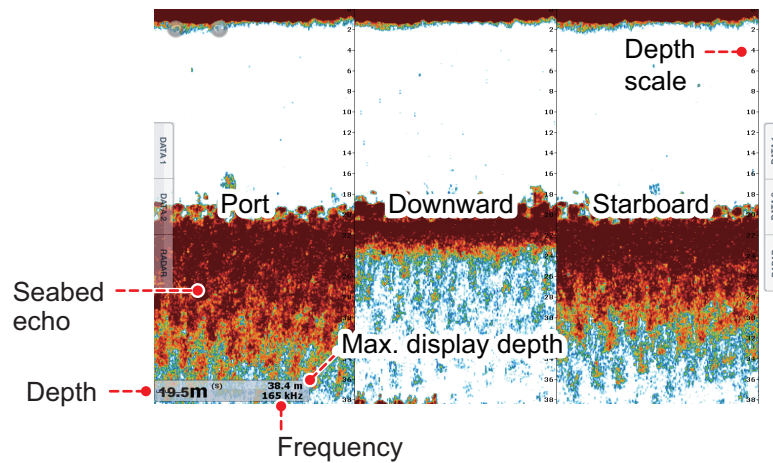 0
2
4
6
8
10
12
14
16
18
20
22
24
26
28
30
32
34
36
38
Depth
scale
DATA 1
DATA 2
RADAR
Port
Downward
Starboard
Seabed
echo
Max. display depth
Depth
19.5m (S)
38.4 m
165 kHz
Frequency